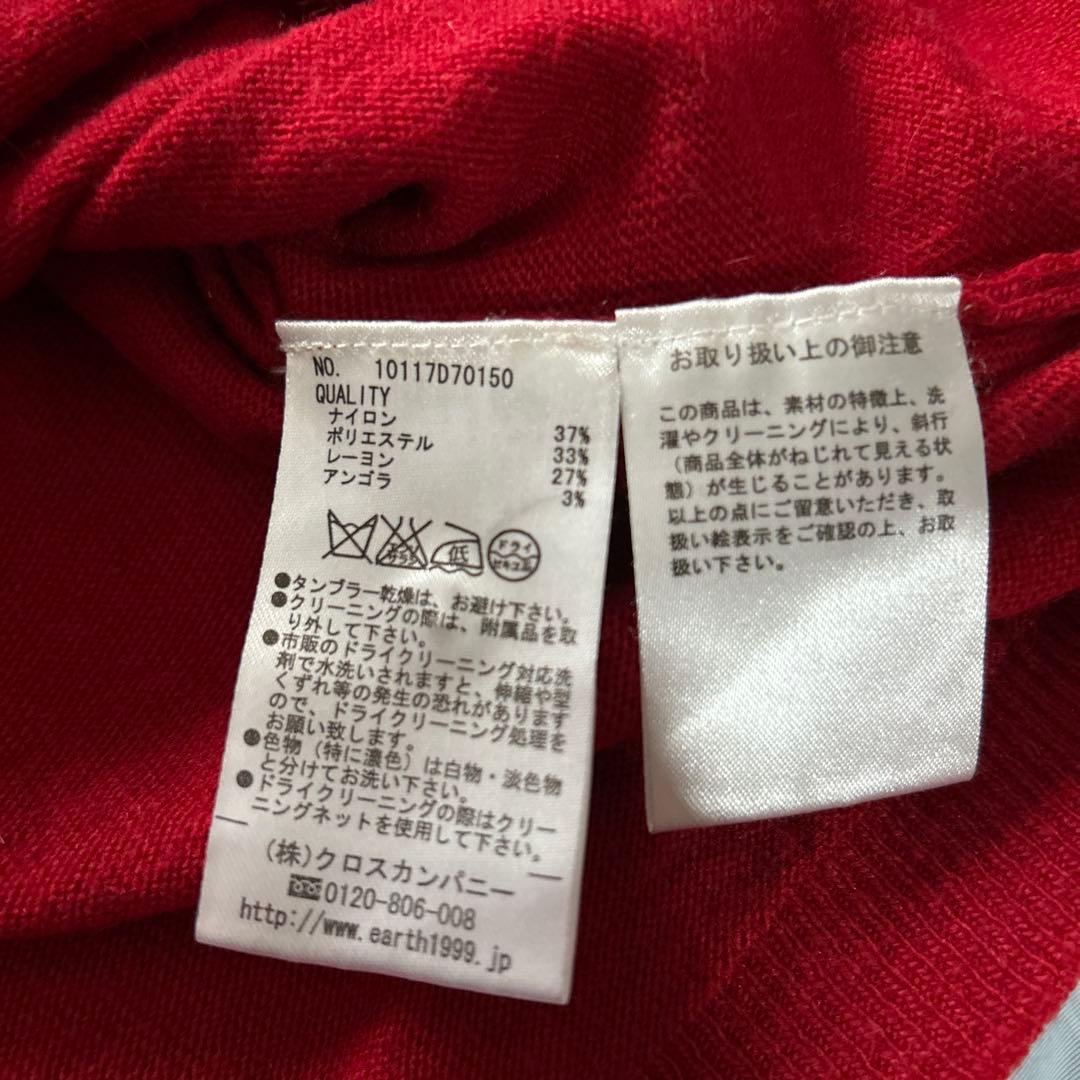 NO. 10117D70150
QUALITY
ナイロン 37%
ポリエステル 33%
レーヨン 27%
アンゴラ 3%
エンソサラシ
低
ドライ
セキユ系
●タンブラー乾燥は、お避け下さい。
●クリーニングの際は、附属品を取
り外して下さい。
●市販のドライクリーニング対応洗
剤で水洗いされますと、伸縮や型
くずれ等の発生の恐れがあります
ので、ドライクリーニング処理を
お願い致します。
●色物（特に濃色）は白物・淡色物
と分けてお洗い下さい。
●ドライクリーニングの際はクリー
ニングネットを使用して下さい。
(株)クロスカンパニー
0120-806-008
http://www.earth1999.jp
お取り扱い上の御注意
この商品は、素材の特徴上、洗
濯やクリーニングにより、斜行
（商品全体がねじれて見える状
態）が生じることがあります。
以上の点にご留意いただき、取
扱い絵表示をご確認の上、お取
扱い下さい。